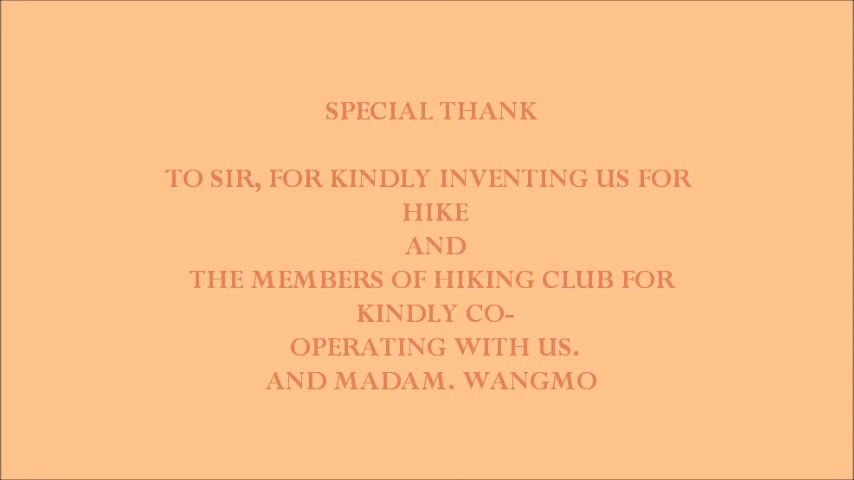 SPECIAL THANK
TO SIR, FOR KINDLY INVENTING US FOR
HIKE
AND
THE MEMBERS OF HIKING CLUB FOR
KINDLY CO-
OPERATING WITH US.
AND MADAM. WANGMO